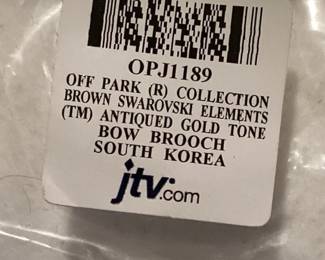 OPJ1189
OFF PARK (R) COLLECTION
BROWN SWAROVSKI ELEMENTS
(TM) ANTIQUED GOLD TONE
BOW BROOCH
SOUTH KOREA
jtv.com